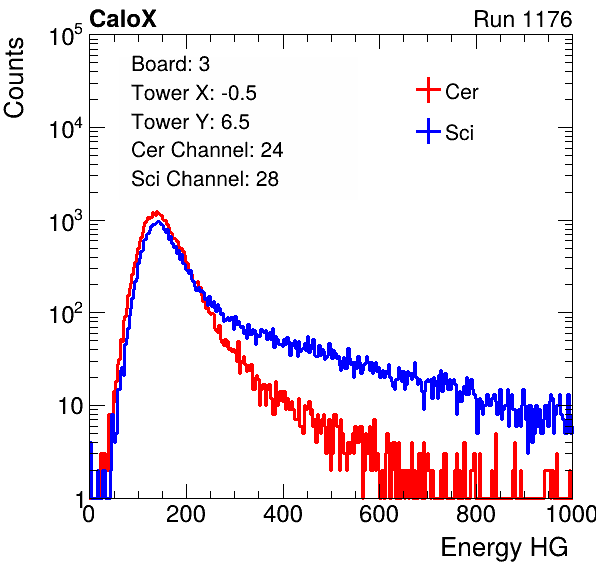 CaloX Run 1176
Counts
10^5
10^4
10^3
10^2
10
1
Board: 3
Tower X: -0.5
Tower Y: 6.5
Cer Channel: 24
Sci Channel: 28
Cer
Sci
0 200 400 600 800 1000
Energy HG